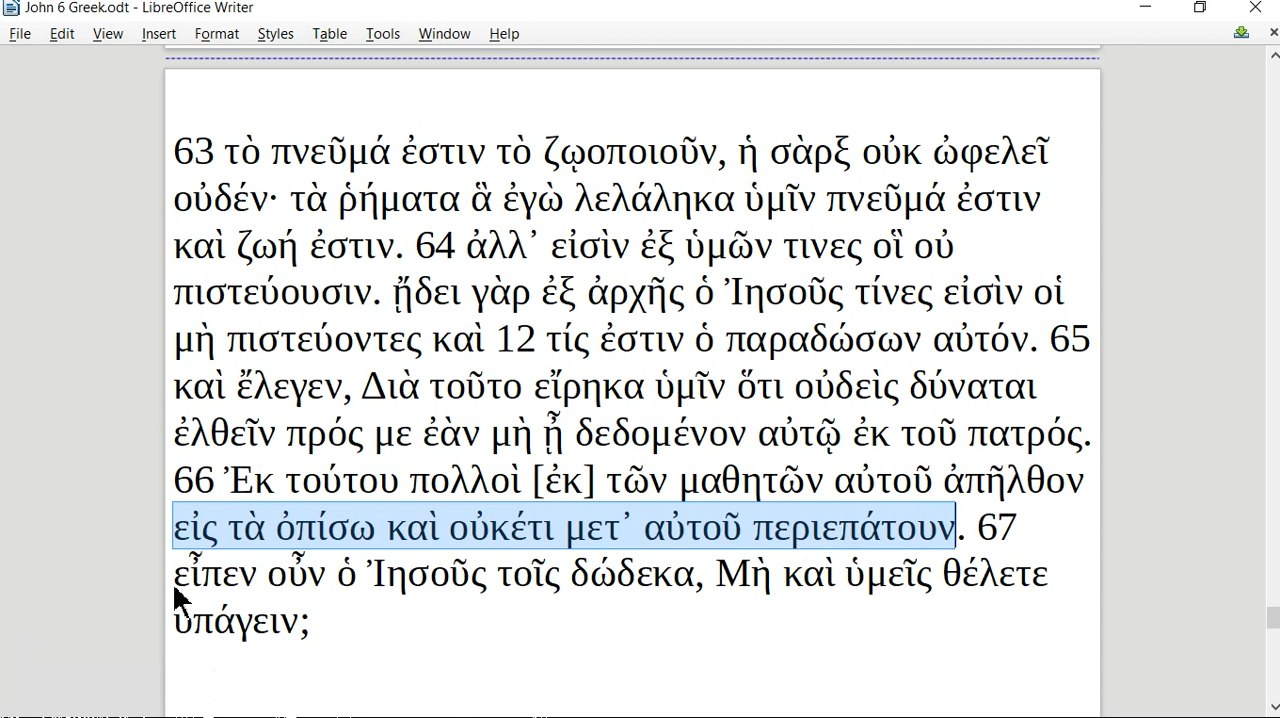 John 6 Greek.odt - LibreOffice Writer
File Edit View Insert Format Styles Table Tools Window Help
63 τὸ πνεῦμά ἐστιν τὸ ζῳοποιοῦν, ἡ σὰρξ οὐκ ὠφελεῖ
οὐδέν· τὰ ῥήματα ἃ ἐγὼ λελάληκα ὑμῖν πνεῦμά ἐστιν
καὶ ζωή ἐστιν. 64 ἀλλ᾽ εἰσὶν ἐξ ὑμῶν τινες οἳ οὐ
πιστεύουσιν. ᾔδει γὰρ ἐξ ἀρχῆς ὁ Ἰησοῦς τίνες εἰσὶν οἱ
μὴ πιστεύοντες καὶ 12 τίς ἐστιν ὁ παραδώσων αὐτόν. 65
καὶ ἔλεγεν, Διὰ τοῦτο εἴρηκα ὑμῖν ὅτι οὐδεὶς δύναται
ἐλθεῖν πρός με ἐὰν μὴ ᾖ δεδομένον αὐτῷ ἐκ τοῦ πατρός.
66 Ἐκ τούτου πολλοὶ [ἐκ] τῶν μαθητῶν αὐτοῦ ἀπῆλθον
εἰς τὰ ὀπίσω καὶ οὐκέτι μετ᾽ αὐτοῦ περιεπάτουν. 67
εἶπεν οὖν ὁ Ἰησοῦς τοῖς δώδεκα, Μὴ καὶ ὑμεῖς θέλετε
ὑπάγειν;